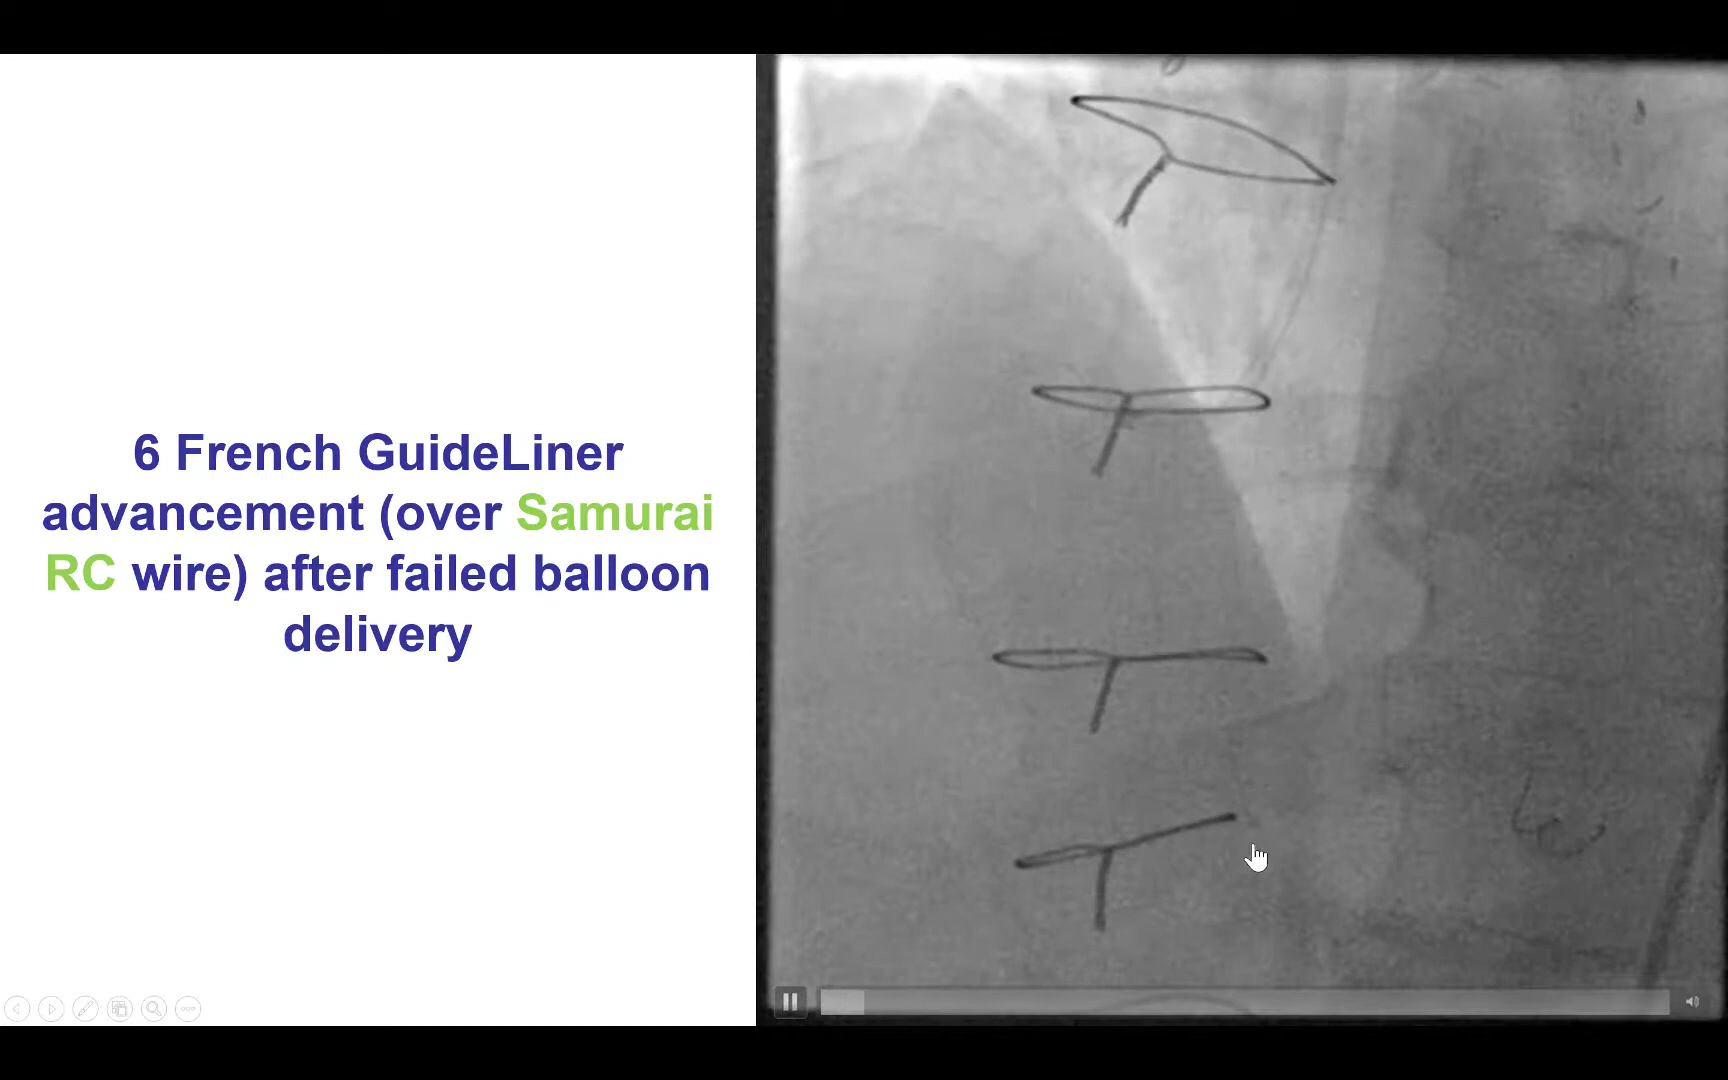 6 French GuideLiner
advancement (over Samurai
RC wire) after failed balloon
delivery